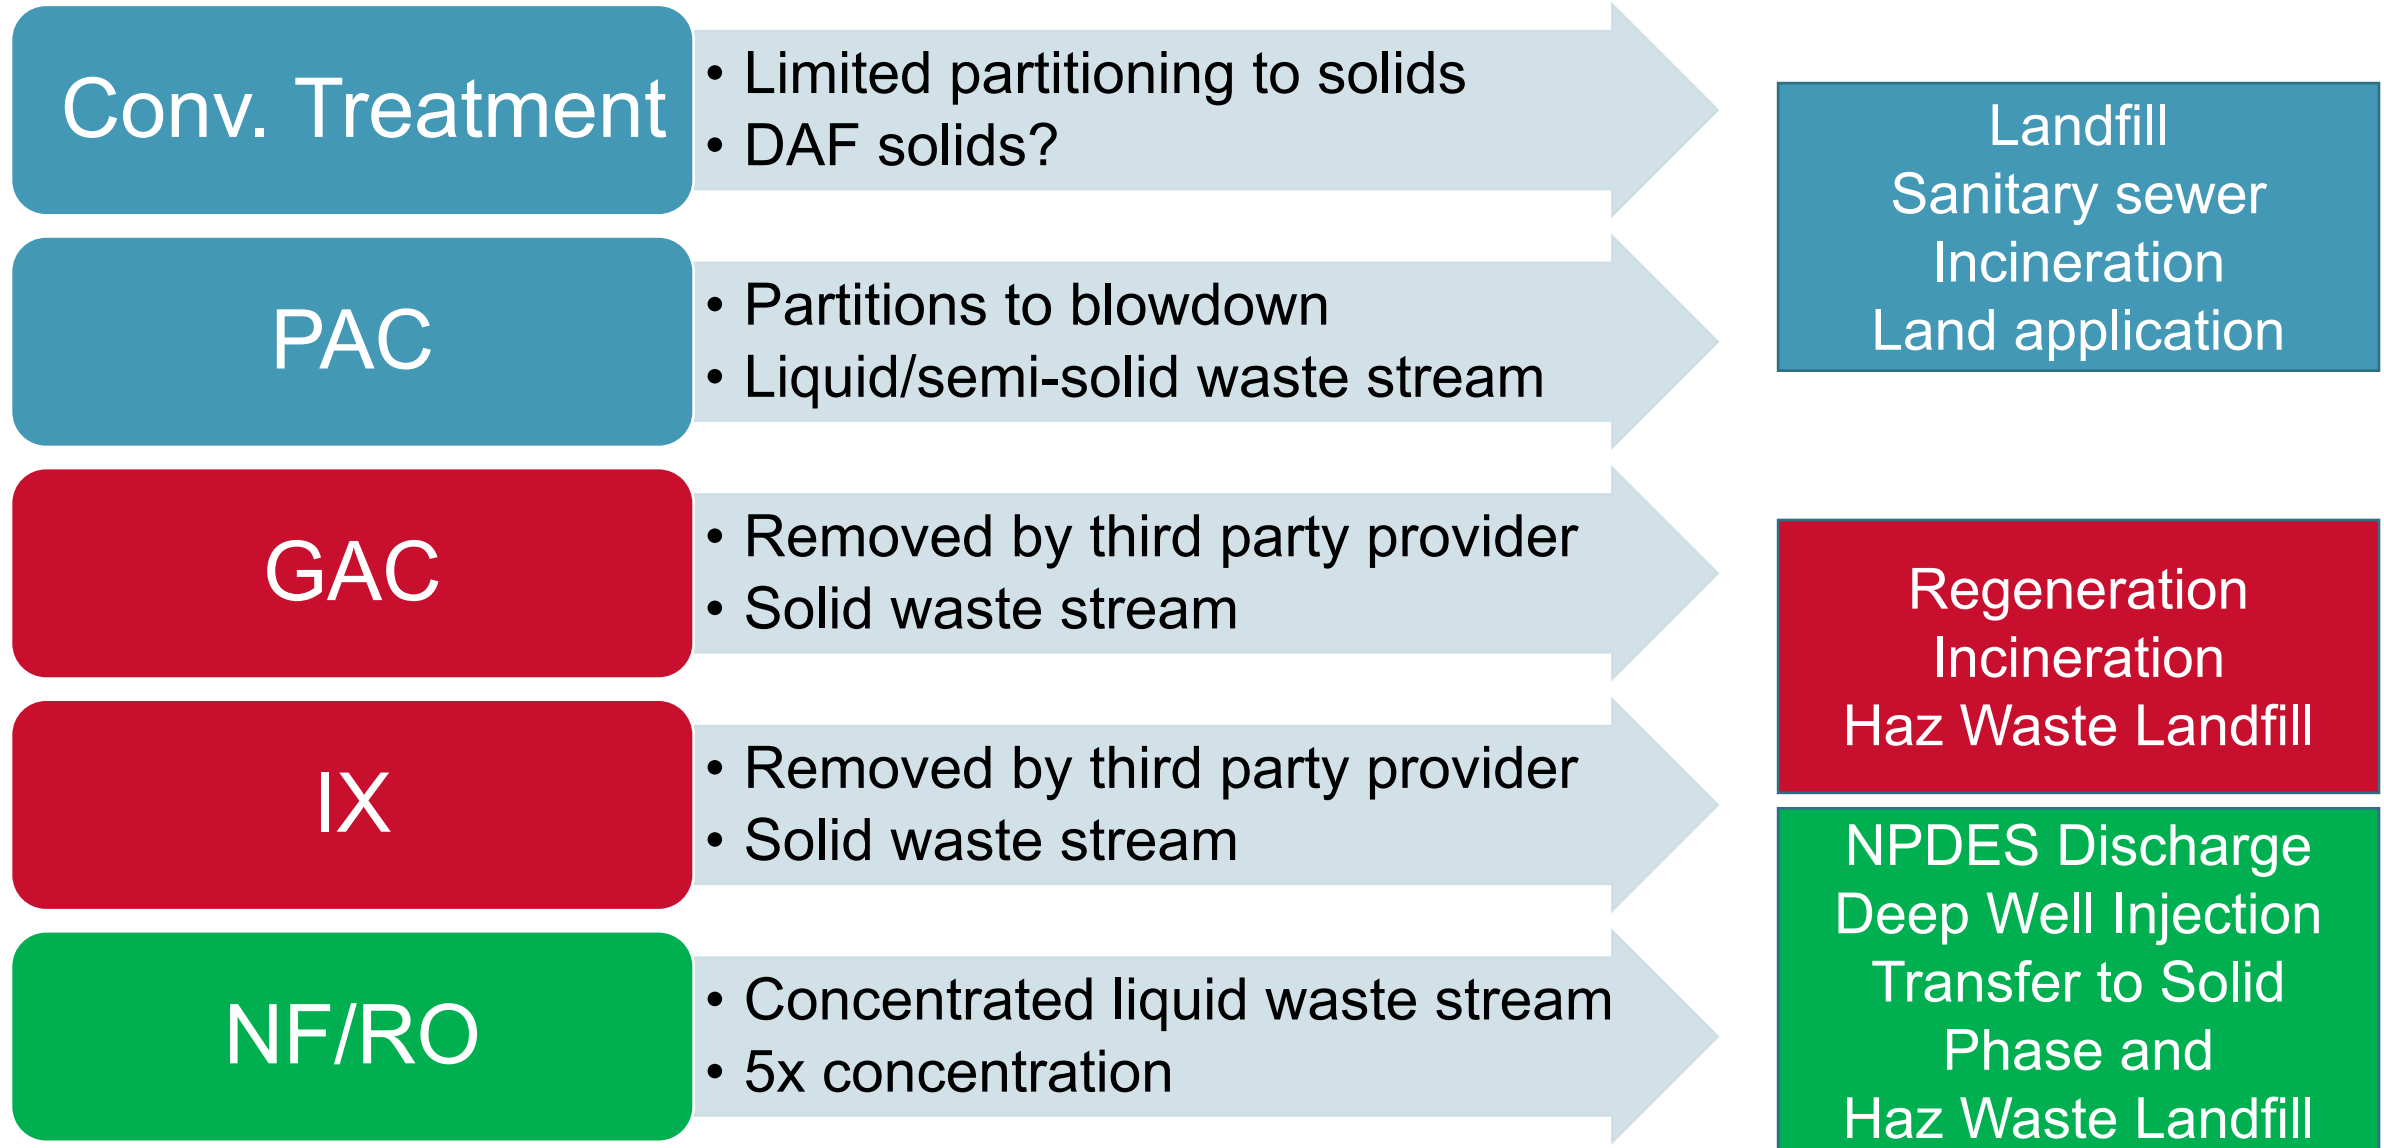 Conv. Treatment
• Limited partitioning to solids
• DAF solids?
PAC
• Partitions to blowdown
• Liquid/semi-solid waste stream
Landfill
Sanitary sewer
Incineration
Land application
GAC
• Removed by third party provider
• Solid waste stream
IX
• Removed by third party provider
• Solid waste stream
Regeneration
Incineration
Haz Waste Landfill
NF/RO
• Concentrated liquid waste stream
• 5x concentration
NPDES Discharge
Deep Well Injection
Transfer to Solid
Phase and
Haz Waste Landfill